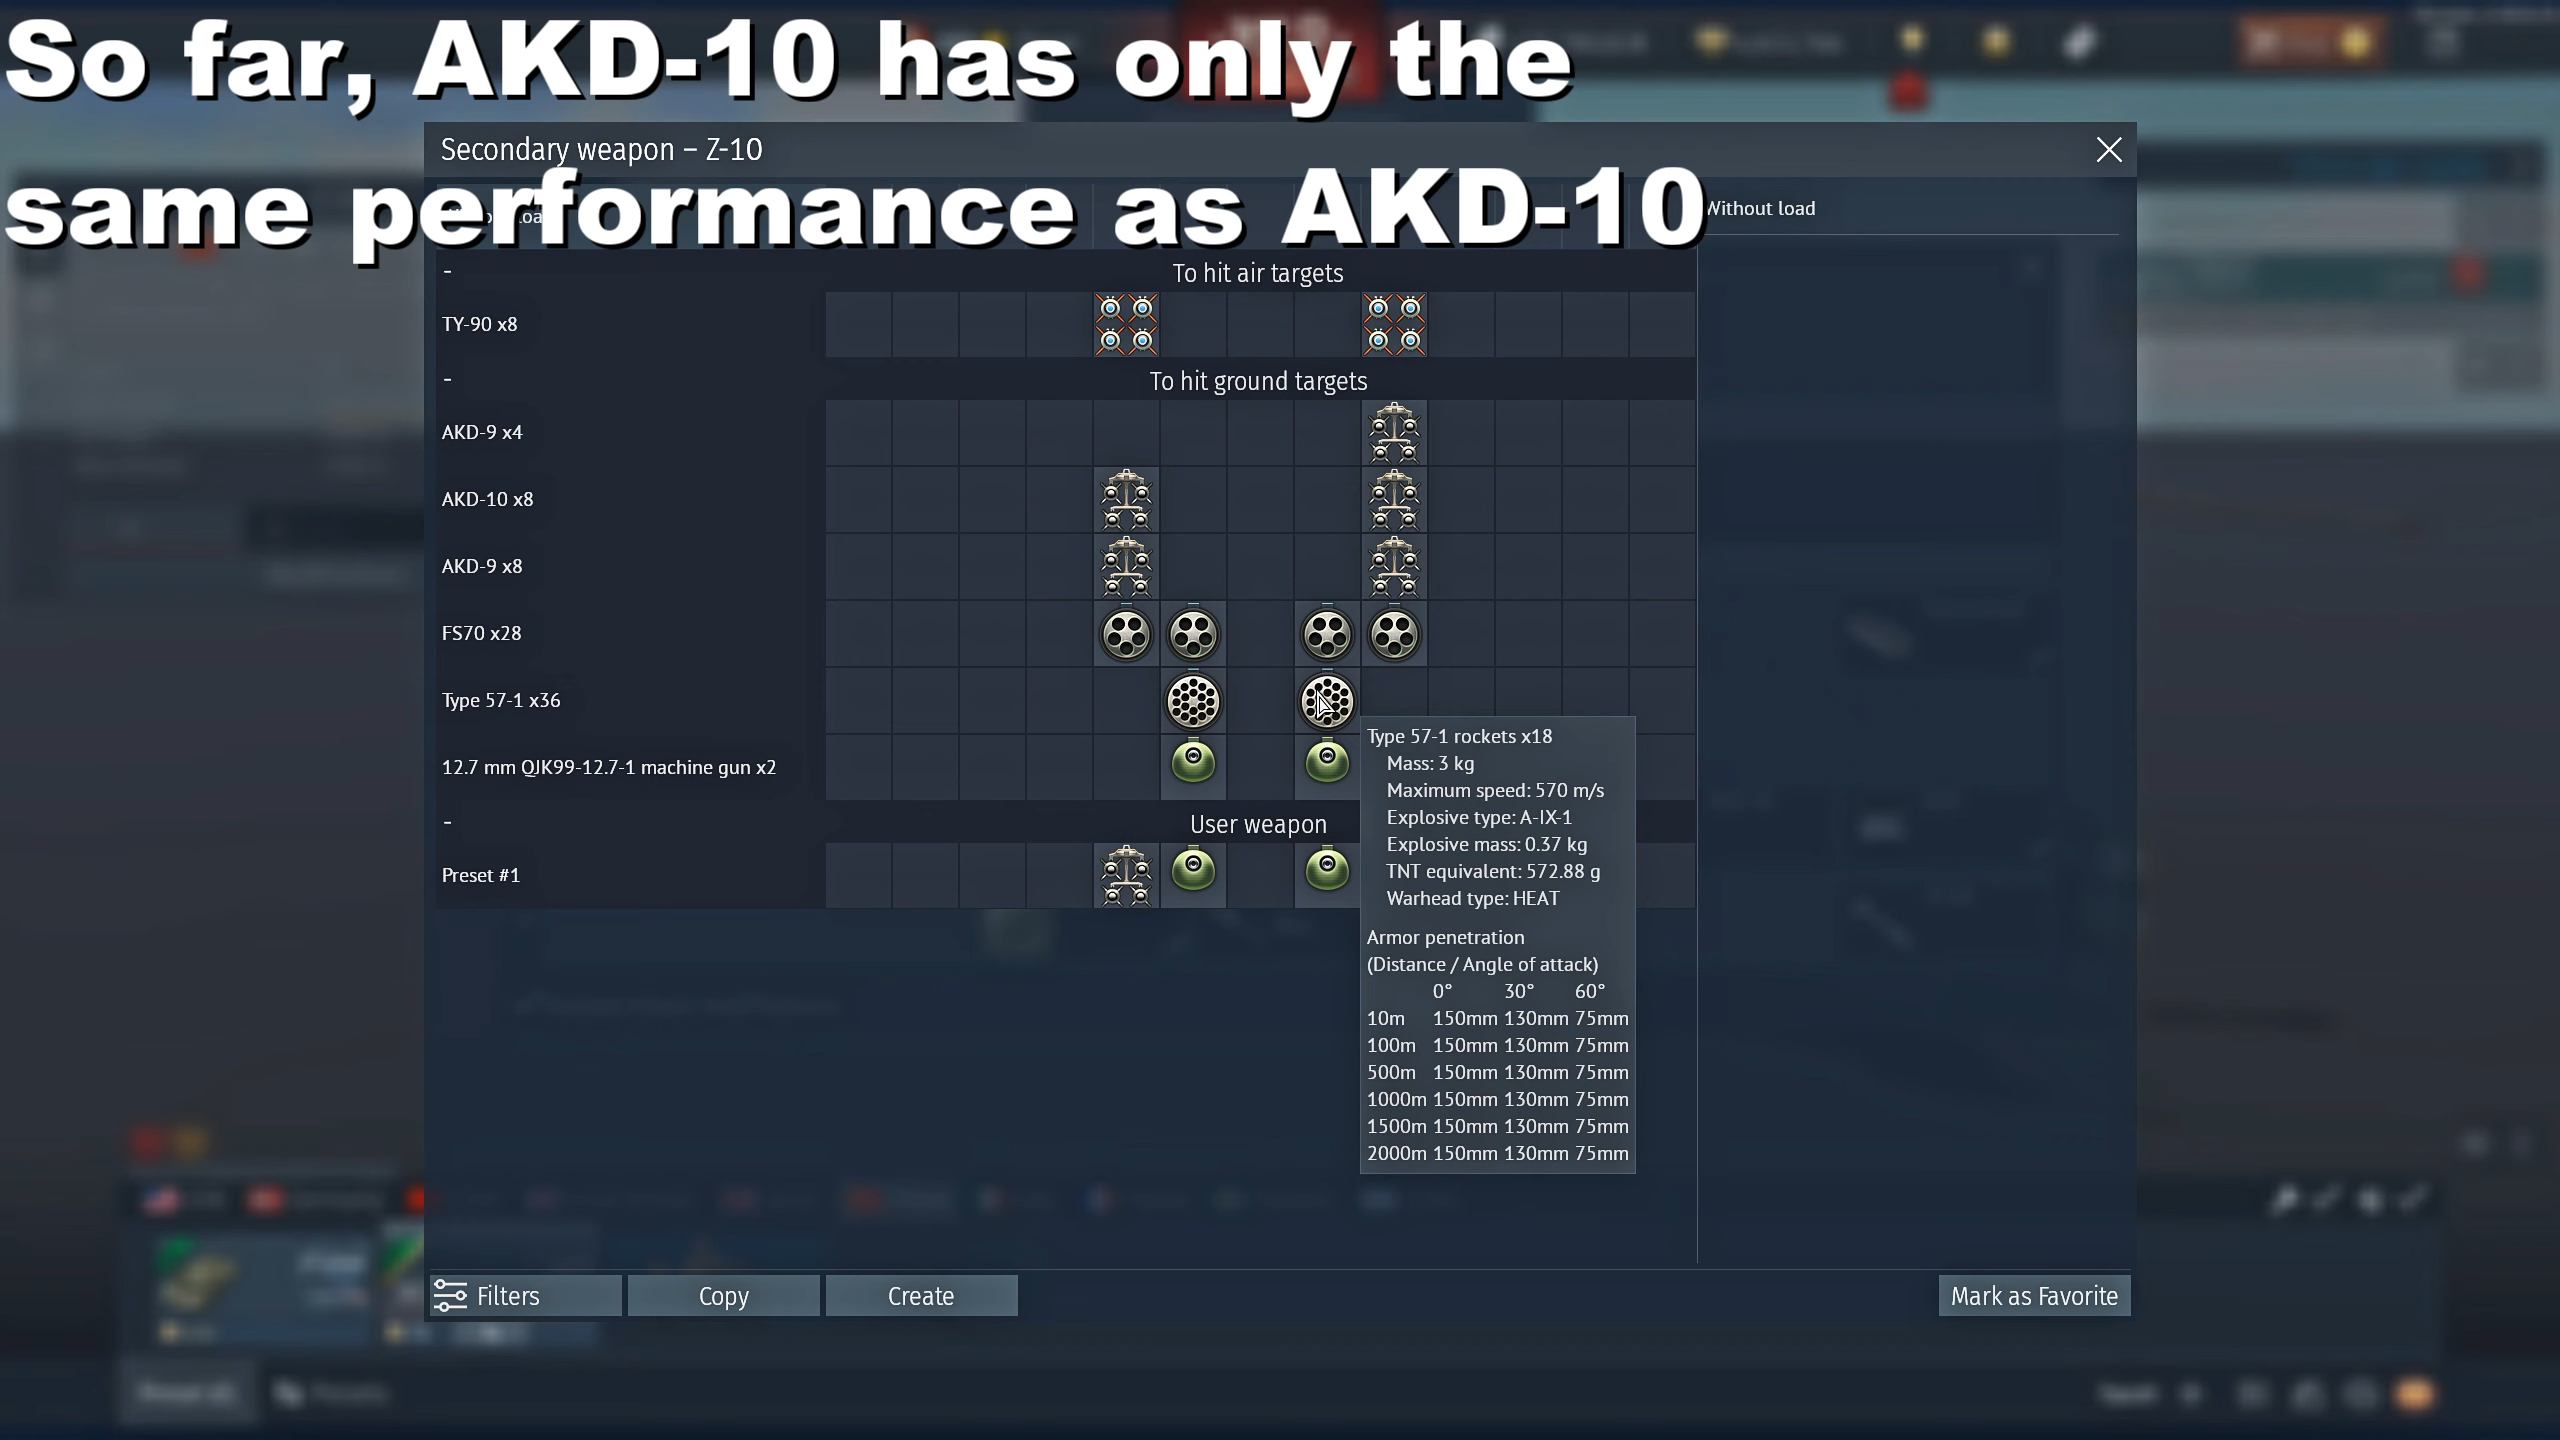 So far, AKD-10 has only the
Secondary weapon – Z-10
same performance as AKD-10
Without load
-
To hit air targets
TY-90 x8
-
To hit ground targets
AKD-9 x4
AKD-10 x8
AKD-9 x8
FS70 x28
Type 57-1 x36
12.7 mm QJK99-12.7-1 machine gun x2
-
User weapon
Preset #1
Type 57-1 rockets x18
Mass: 3 kg
Maximum speed: 570 m/s
Explosive type: A-IX-1
Explosive mass: 0.37 kg
TNT equivalent: 572.88 g
Warhead type: HEAT
Armor penetration
(Distance / Angle of attack)
0° 30° 60°
10m 150mm 130mm 75mm
100m 150mm 130mm 75mm
500m 150mm 130mm 75mm
1000m 150mm 130mm 75mm
1500m 150mm 130mm 75mm
2000m 150mm 130mm 75mm
Filters
Copy
Create
Mark as Favorite